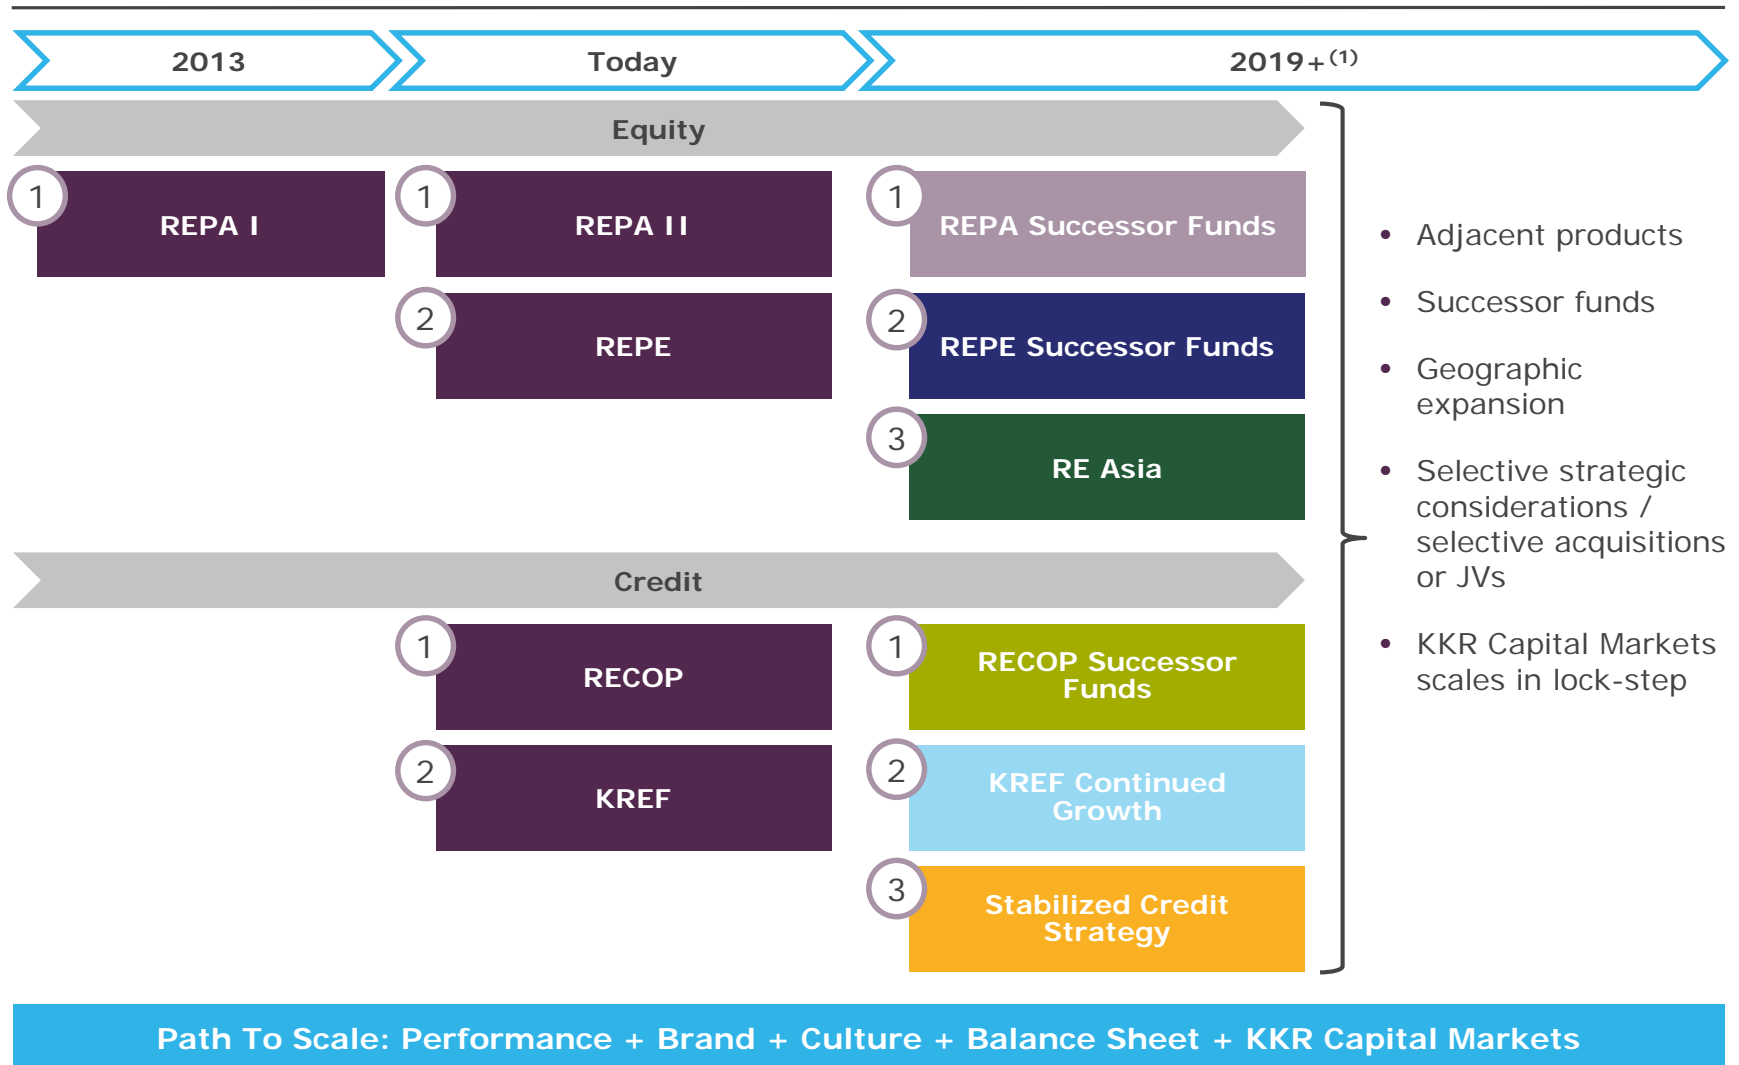 2013
Today
2019+(1)
Equity
1
REPA I
1
REPA II
1
REPA Successor Funds
2
REPE
2
REPE Successor Funds
3
RE Asia
Credit
1
RECOP
1
RECOP Successor
Funds
2
KREF
2
KREF Continued
Growth
3
Stabilized Credit
Strategy
• Adjacent products
• Successor funds
• Geographic
expansion
• Selective strategic
considerations /
selective acquisitions
or JVs
• KKR Capital Markets
scales in lock-step
Path To Scale: Performance + Brand + Culture + Balance Sheet + KKR Capital Markets